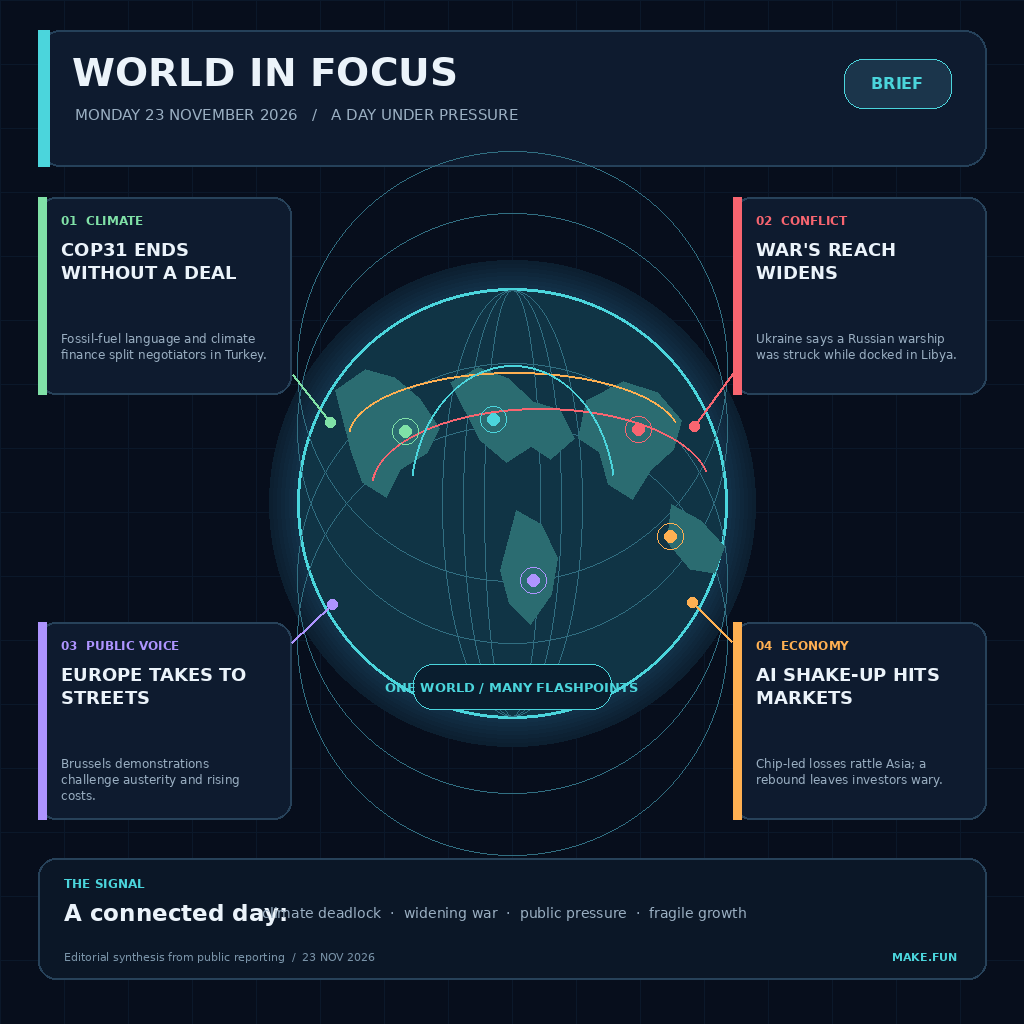 WORLD IN FOCUS
BRIEF
MONDAY 23 NOVEMBER 2026 / A DAY UNDER PRESSURE
01 CLIMATE
COP31 ENDS
WITHOUT A DEAL
Fossil-fuel language and climate
finance split negotiators in Turkey.
02 CONFLICT
WAR'S REACH
WIDENS
Ukraine says a Russian warship
was struck while docked in Libya.
03 PUBLIC VOICE
EUROPE TAKES TO
STREETS
Brussels demonstrations
challenge austerity and rising
costs.
04 ECONOMY
AI SHAKE-UP HITS
MARKETS
Chip-led losses rattle Asia; a
rebound leaves investors wary.
ONE WORLD / MANY FLASHPOINTS
THE SIGNAL
A connected day: climate deadlock · widening war · public pressure · fragile growth
Editorial synthesis from public reporting / 23 NOV 2026
MAKE.FUN